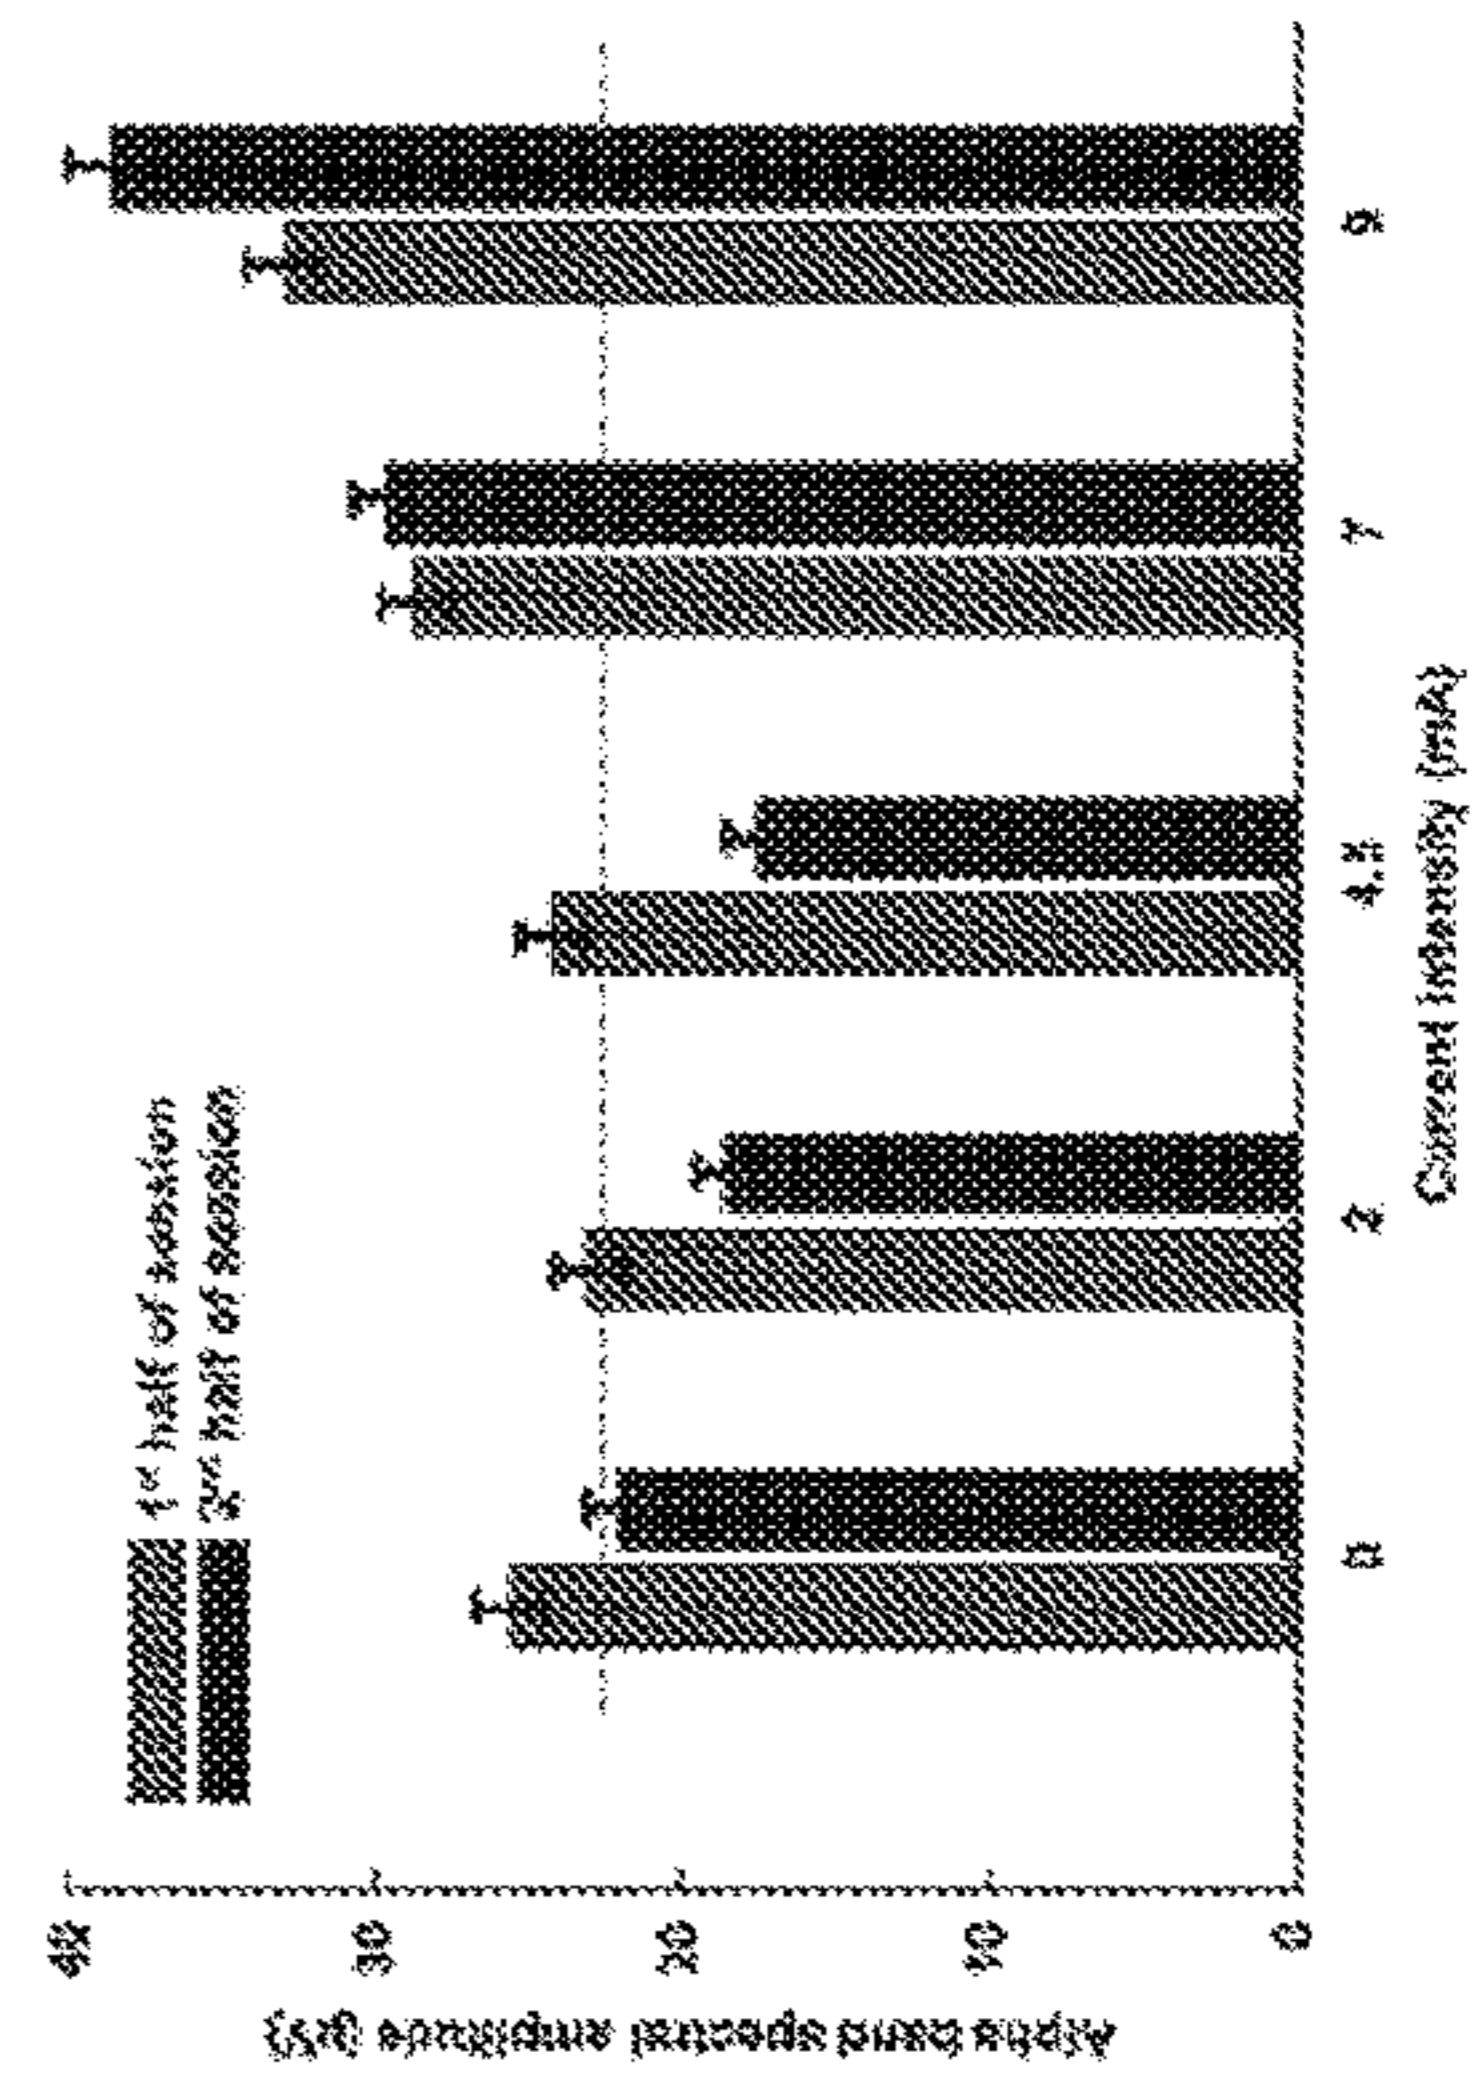 Alpha band spectral amplitude (µV)
40
30
20
10
0
1st half of session
2nd half of session
0
2
4.5
7
9
Current intensity (mA)